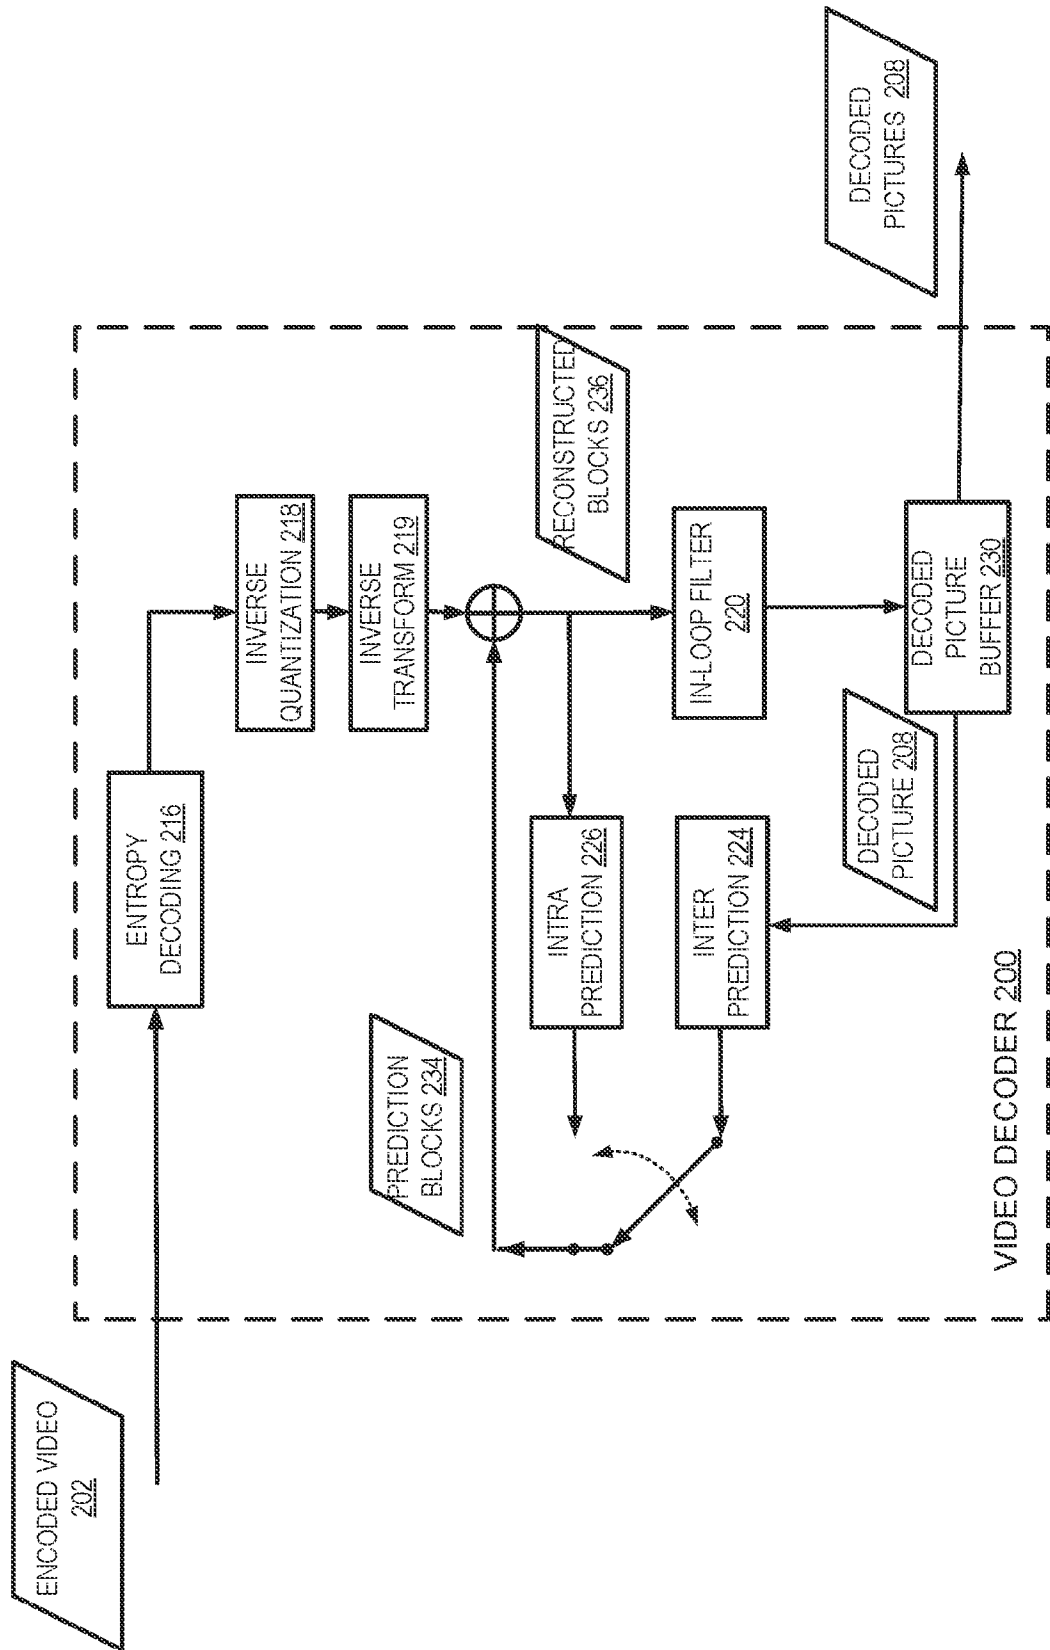 ENCODED VIDEO
202
ENTROPY
DECODING 216
INVERSE
QUANTIZATION 218
INVERSE
TRANSFORM 219
PREDICTION
BLOCKS 234
RECONSTRUCTED
BLOCKS 236
INTRA
PREDICTION 226
INTER
PREDICTION 224
IN-LOOP FILTER
220
DECODED
PICTURE 208
DECODED
PICTURE
BUFFER 230
DECODED
PICTURES 208
VIDEO DECODER 200